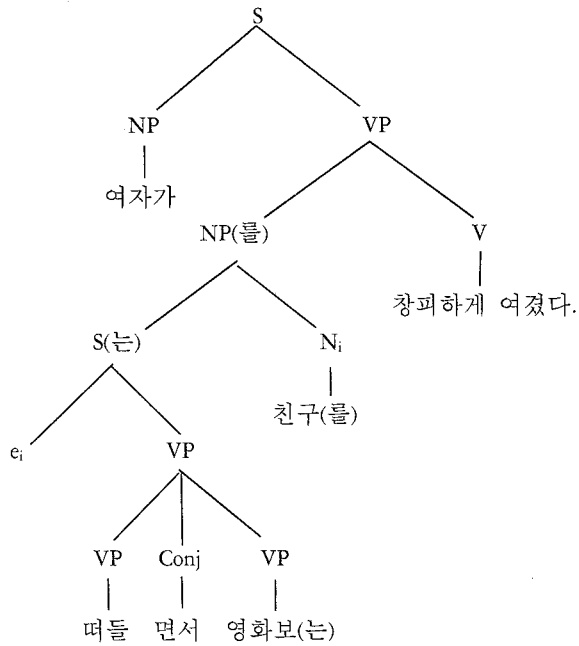 S
NP VP
여자가
NP(를) V
창피하게 여겼다.
S(는) Nᵢ
친구(를)
eᵢ VP
VP Conj VP
떠들 면서 영화보(는)